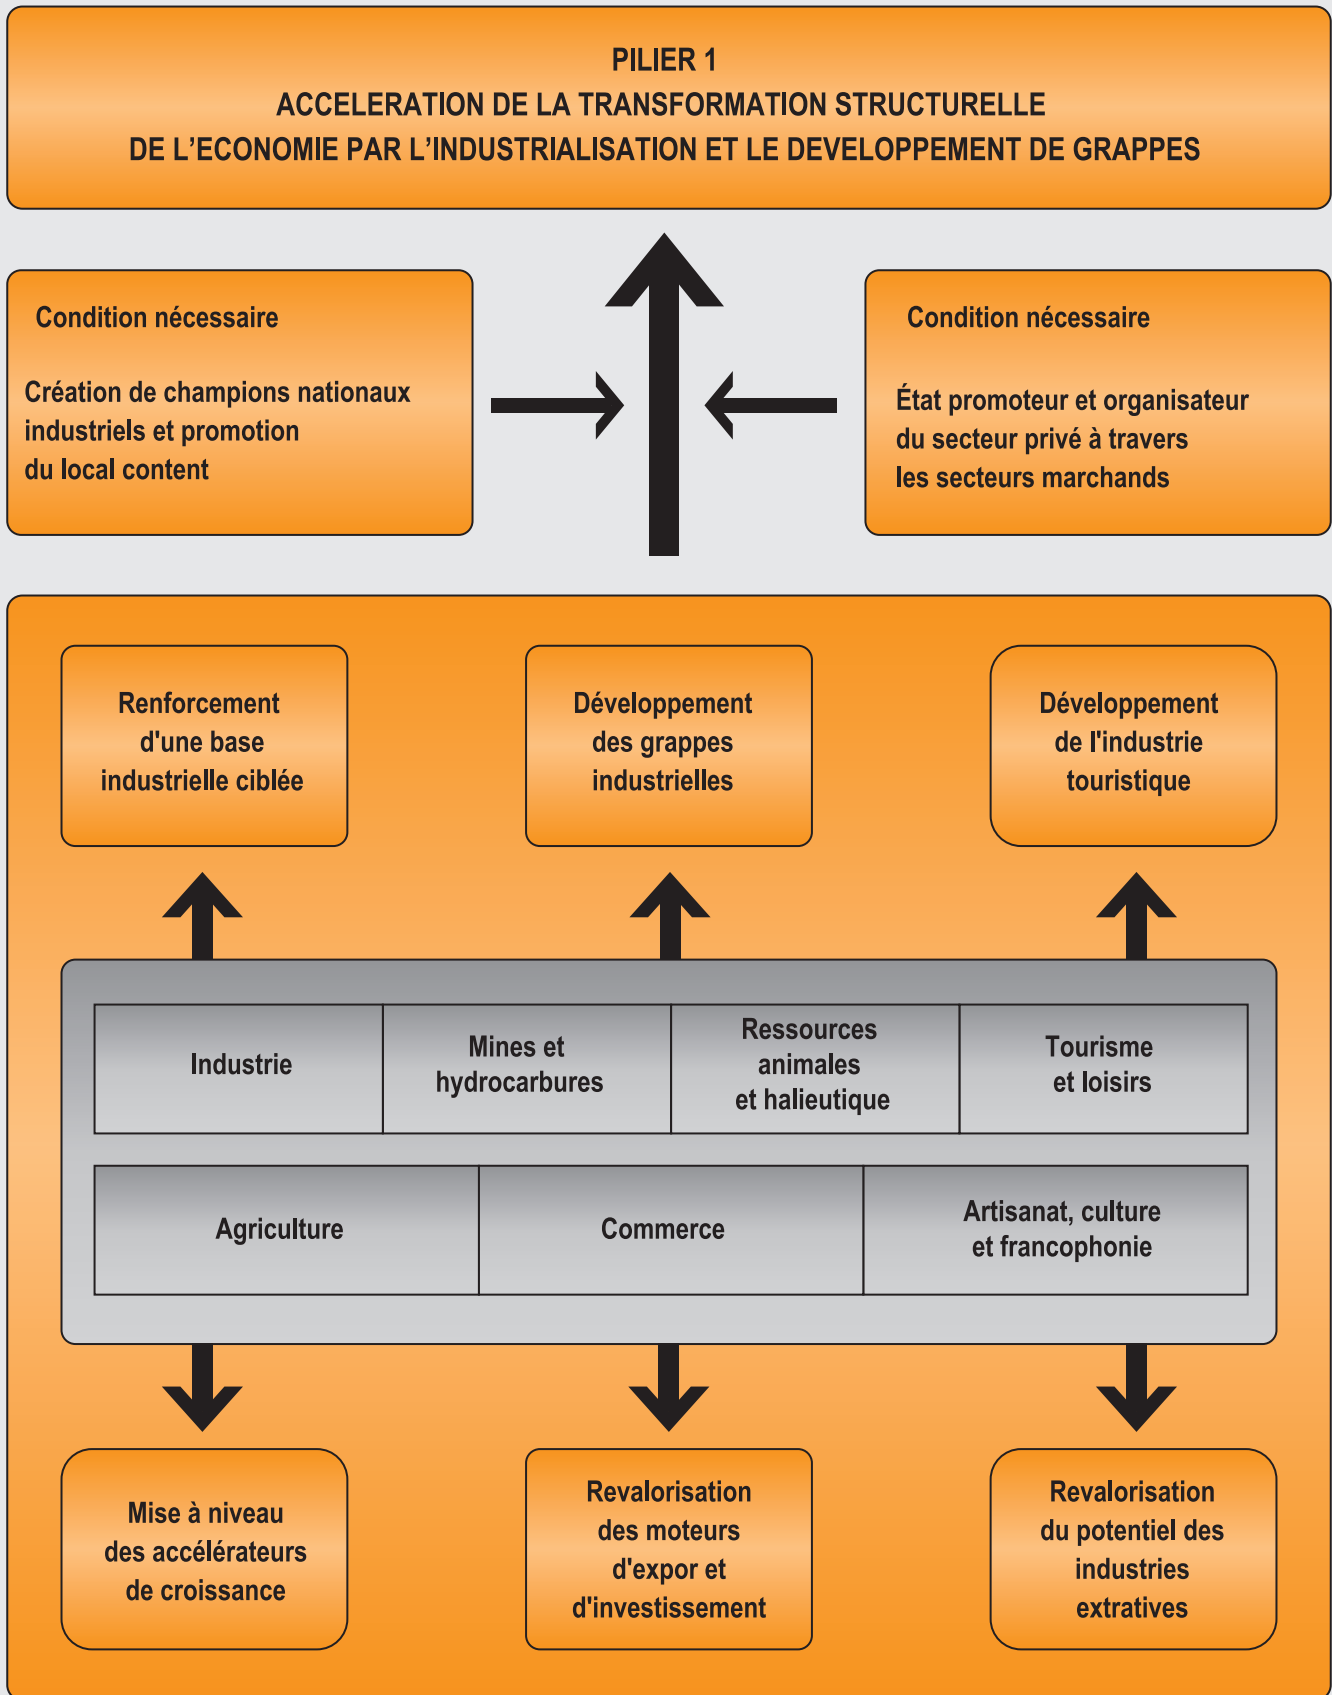 PILIER 1
ACCELERATION DE LA TRANSFORMATION STRUCTURELLE
DE L'ECONOMIE PAR L'INDUSTRIALISATION ET LE DEVELOPPEMENT DE GRAPPES
Condition nécessaire
Création de champions nationaux
industriels et promotion
du local content
Condition nécessaire
État promoteur et organisateur
du secteur privé à travers
les secteurs marchands
Renforcement
d'une base
industrielle ciblée
Développement
des grappes
industrielles
Développement
de l'industrie
touristique
Industrie
Mines et
hydrocarbures
Ressources
animales
et halieutique
Tourisme
et loisirs
Agriculture
Commerce
Artisanat, culture
et francophonie
Mise à niveau
des accélérateurs
de croissance
Revalorisation
des moteurs
d'expor et
d'investissement
Revalorisation
du potentiel des
industries
extratives